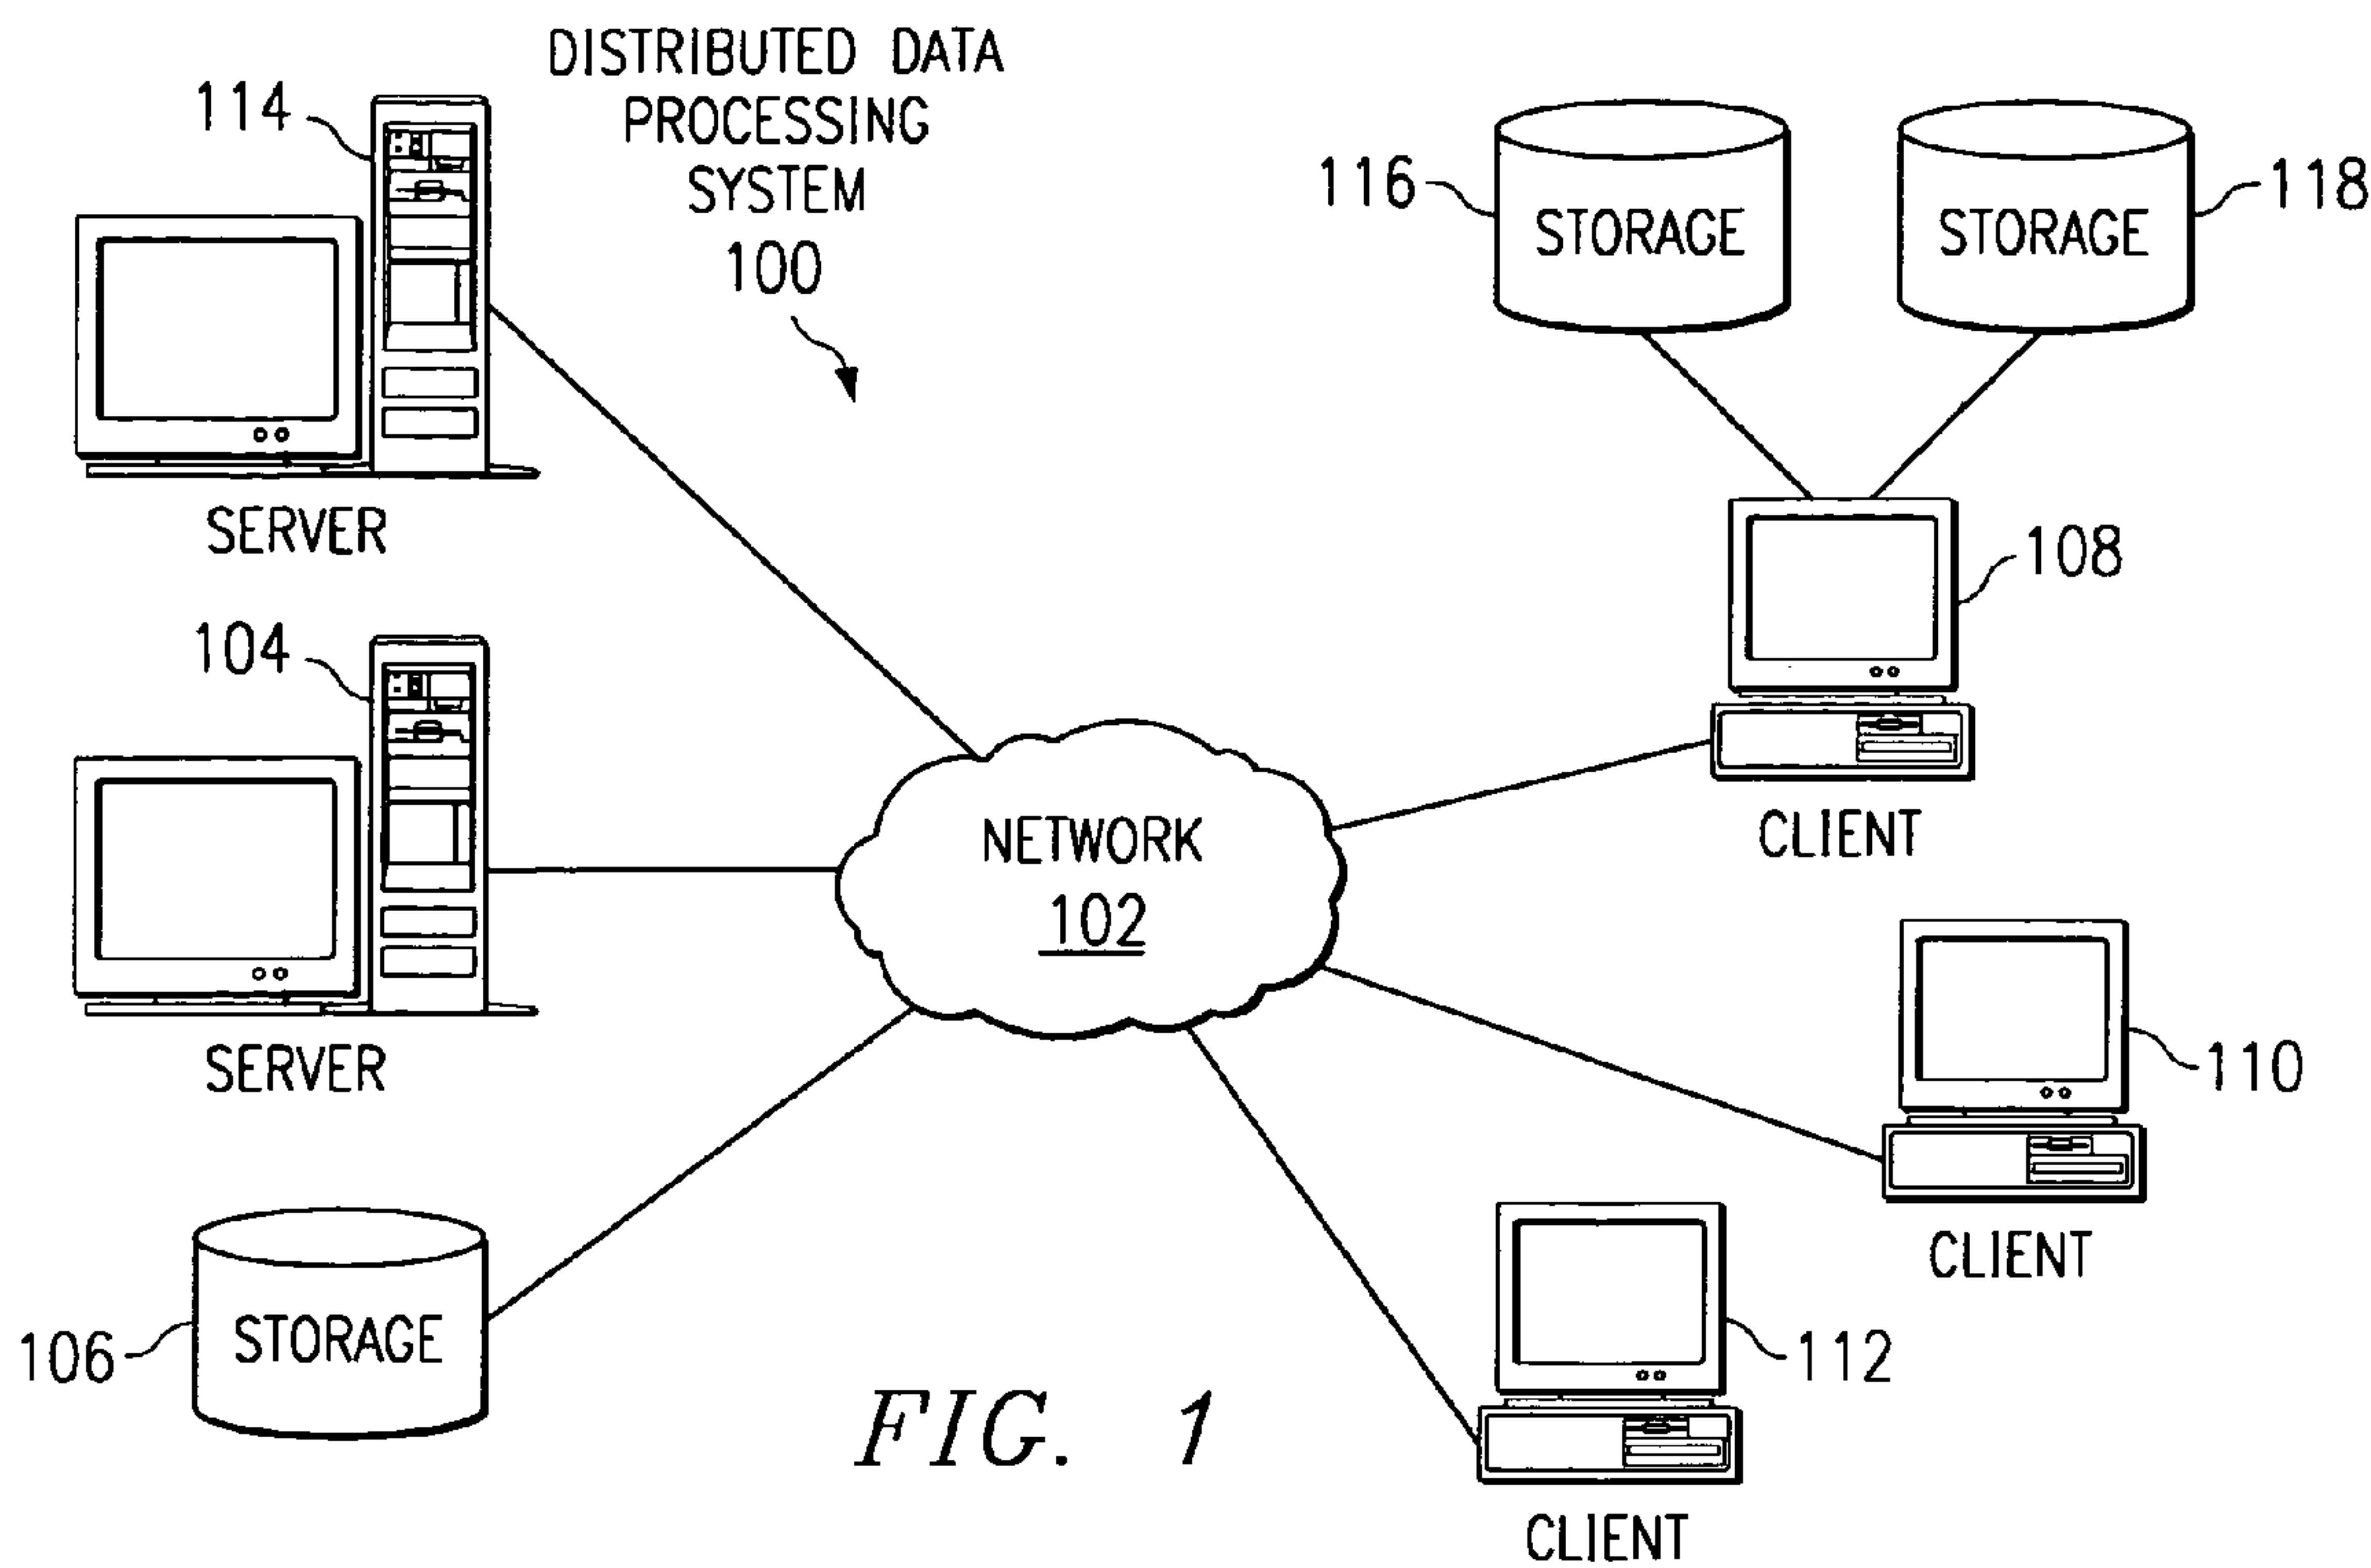 DISTRIBUTED DATA
PROCESSING
SYSTEM
100
114
SERVER
116
STORAGE
STORAGE
118
108
CLIENT
104
SERVER
NETWORK
102
110
CLIENT
106
STORAGE
112
CLIENT
FIG. 1